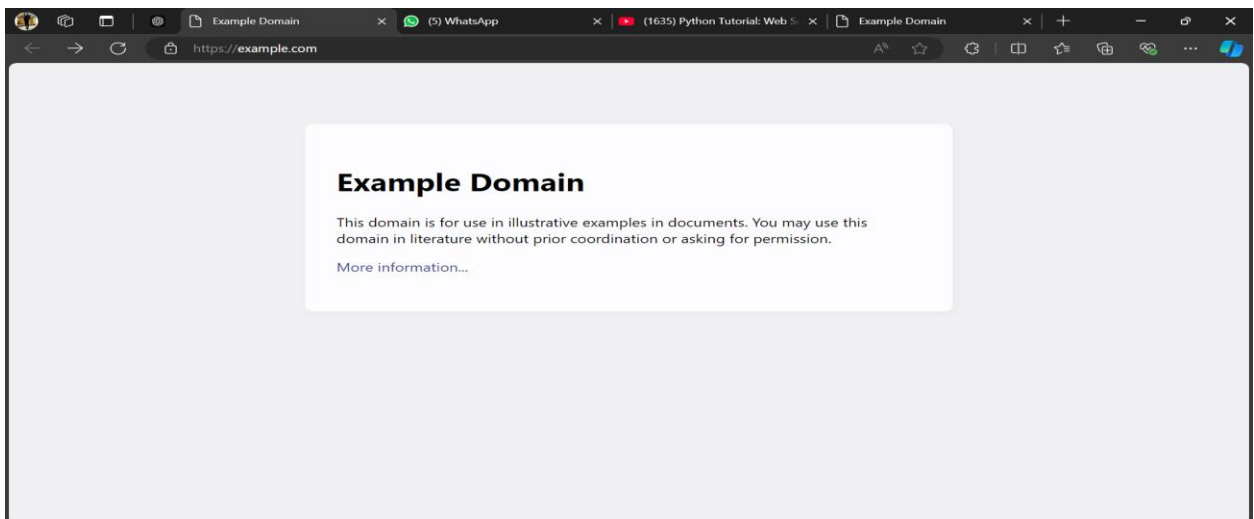 Example Domain
(5) WhatsApp
(1635) Python Tutorial: Web S
Example Domain
https://example.com
Example Domain
This domain is for use in illustrative examples in documents. You may use this
domain in literature without prior coordination or asking for permission.
More information...